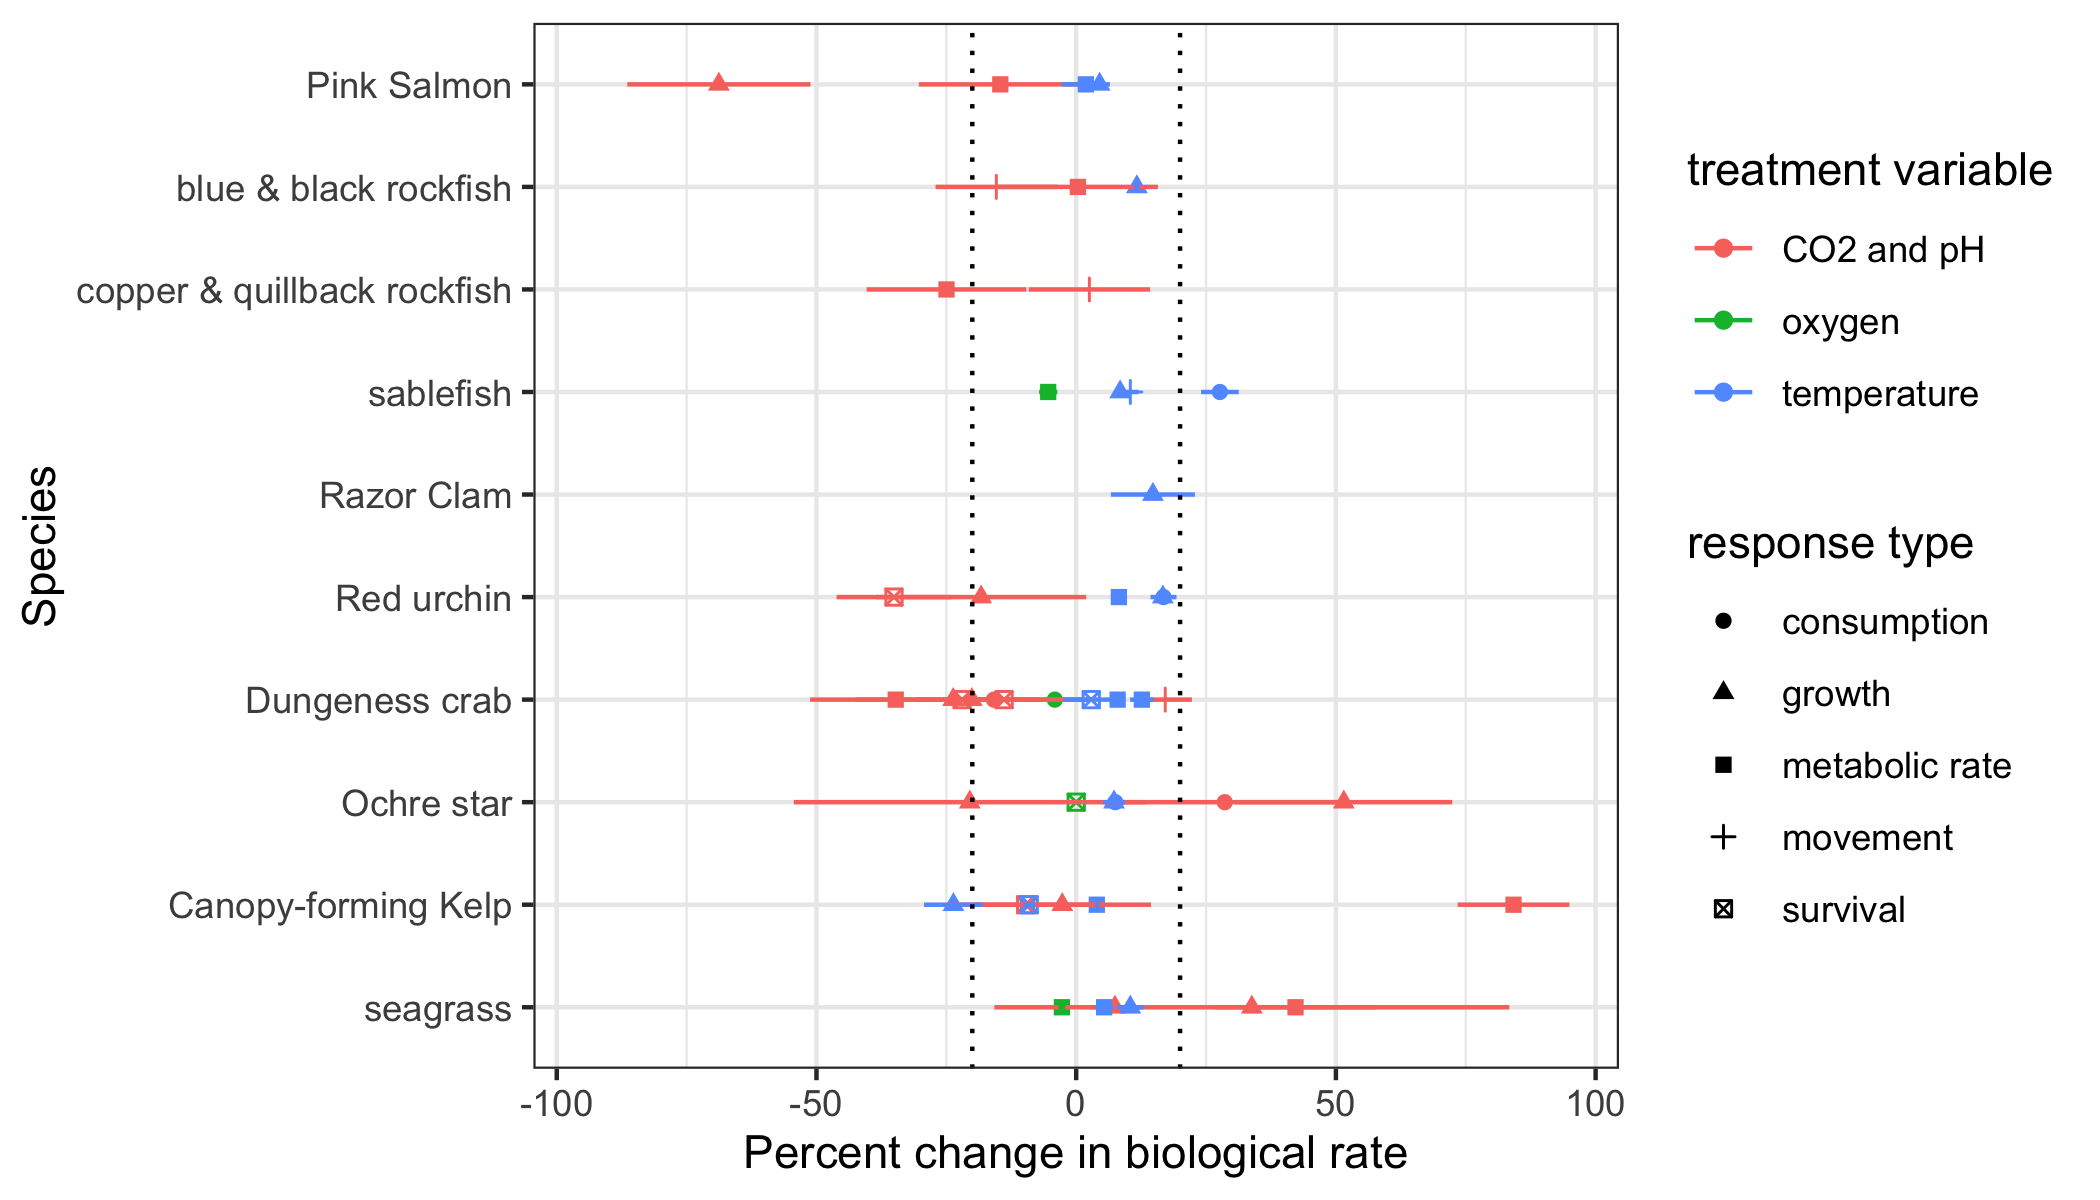 Species
Pink Salmon
blue & black rockfish
copper & quillback rockfish
sablefish
Razor Clam
Red urchin
Dungeness crab
Ochre star
Canopy-forming Kelp
seagrass
-100
-50
0
50
100
Percent change in biological rate
treatment variable
CO2 and pH
oxygen
temperature
response type
consumption
growth
metabolic rate
movement
survival